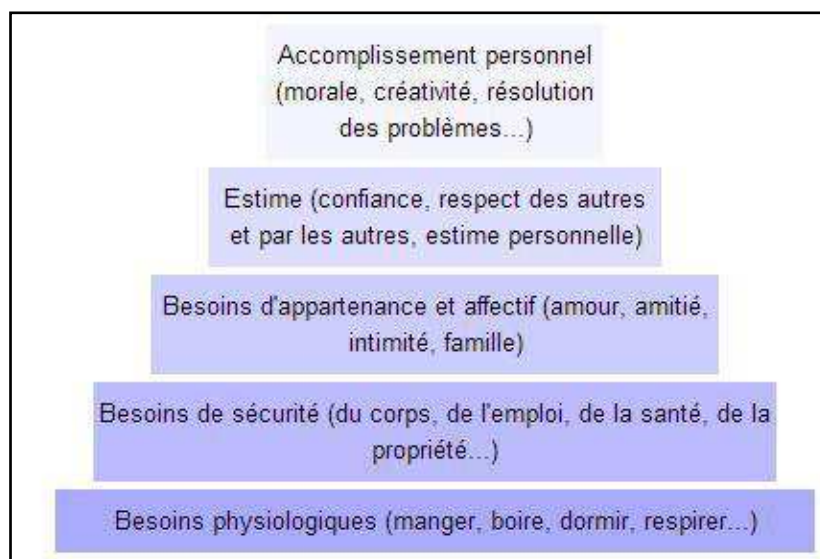 Accomplissement personnel
(morale, créativité, résolution
des problèmes...)
Estime (confiance, respect des autres
et par les autres, estime personnelle)
Besoins d'appartenance et affectif (amour, amitié,
intimité, famille)
Besoins de sécurité (du corps, de l'emploi, de la santé, de la
propriété...)
Besoins physiologiques (manger, boire, dormir, respirer...)